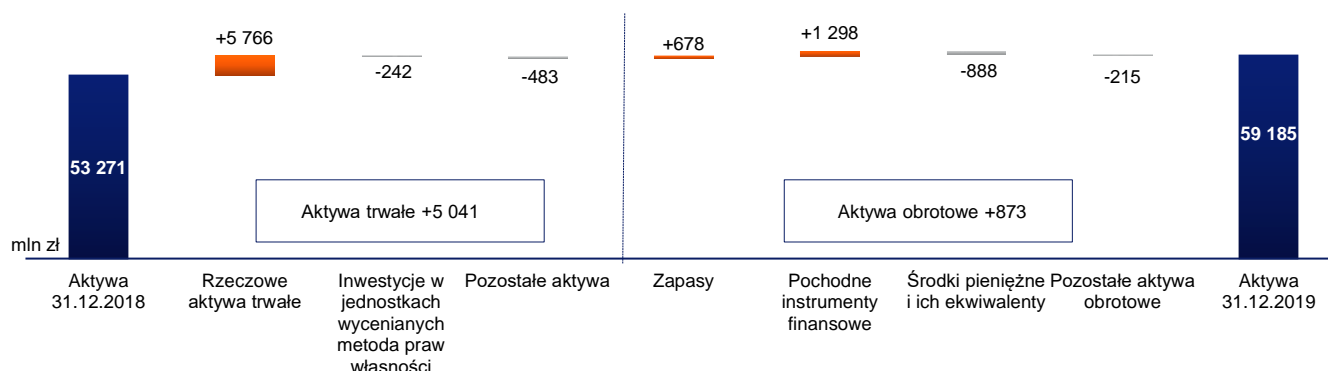 +5 766
-242
-483
+678
+1 298
-888
-215
53 271
59 185
Aktywa trwałe +5 041
Aktywa obrotowe +873
mln zł
Aktywa
31.12.2018
Rzeczowe
aktywa trwałe
Inwestycje w
jednostkach
wycenianych
metoda praw
własności
Pozostałe aktywa
Zapasy
Pochodne
instrumenty
finansowe
Środki pieniężne
i ich ekwiwalenty
Pozostałe aktywa
obrotowe
Aktywa
31.12.2019